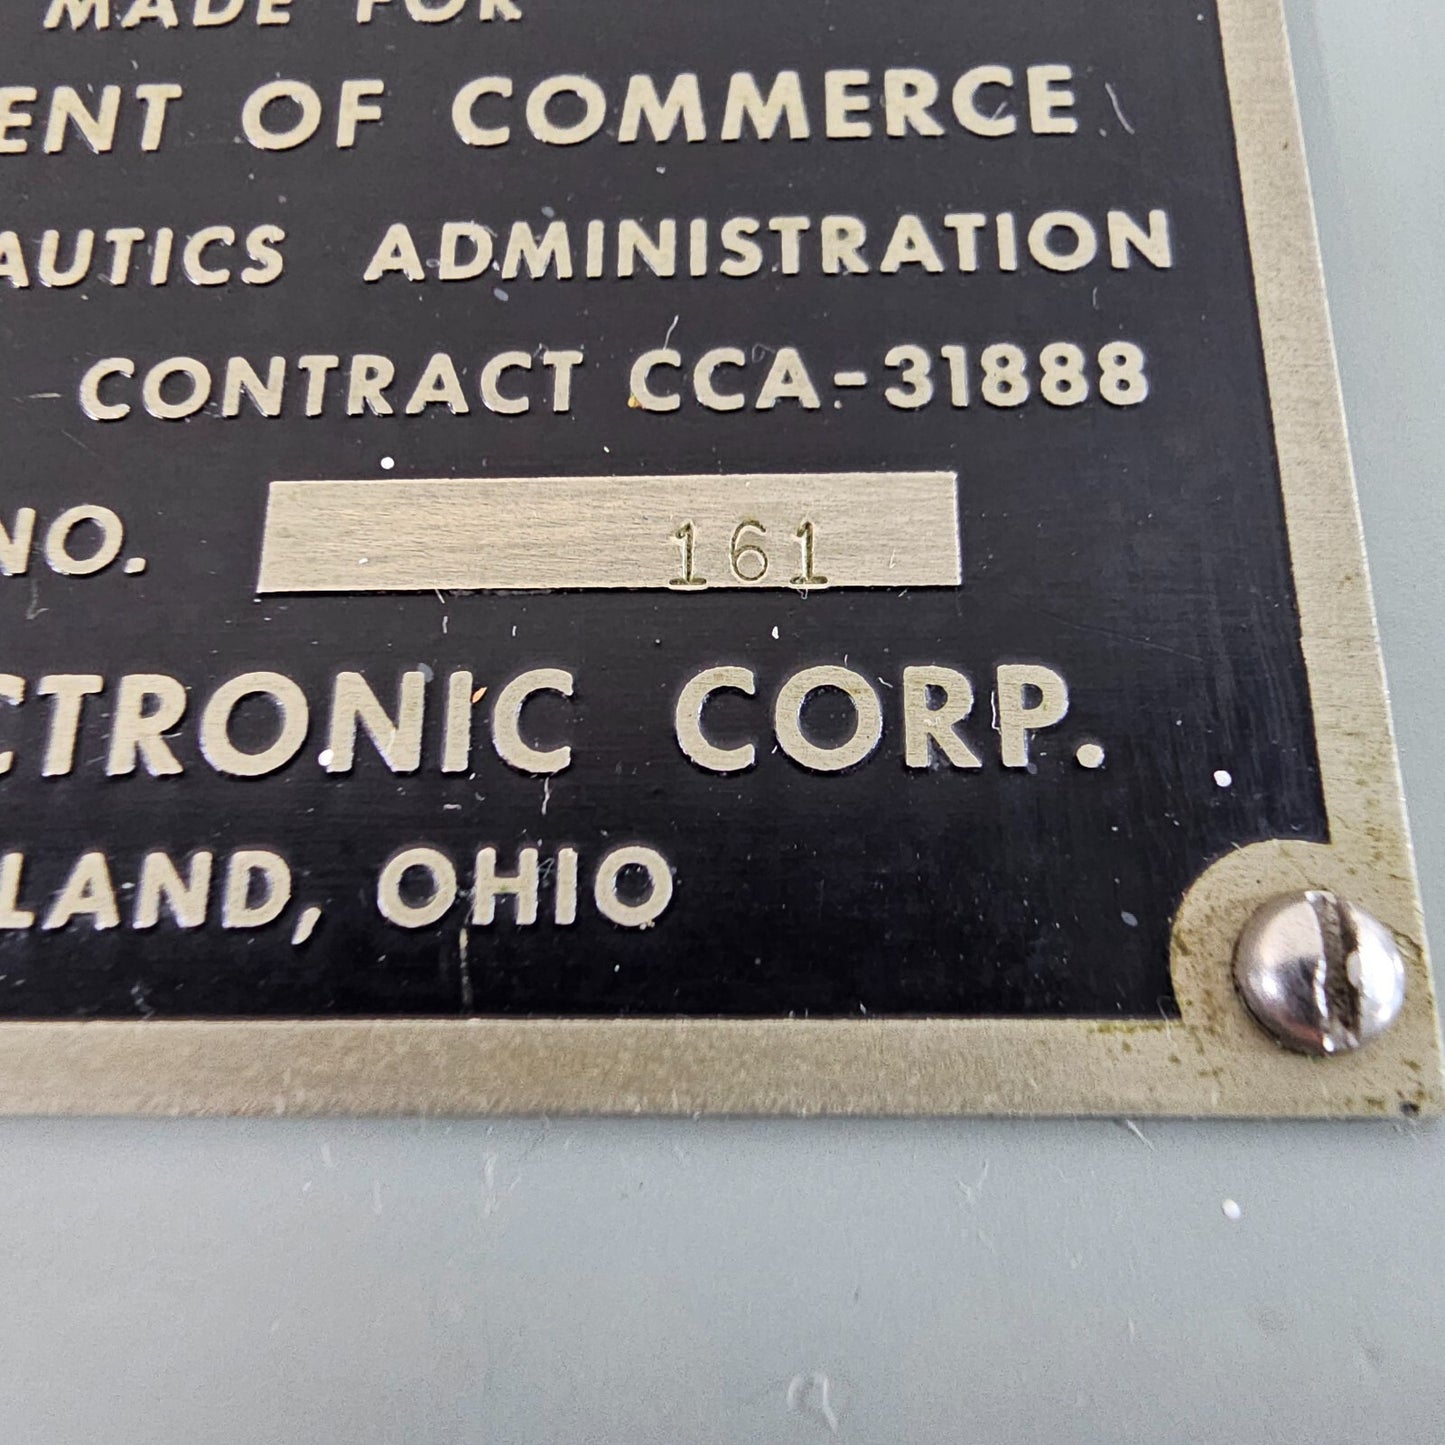 MADE FOR
ENT OF COMMERCE
AUTICS ADMINISTRATION
CONTRACT CCA-31888
NO. 161
CTRONIC CORP.
LAND, OHIO